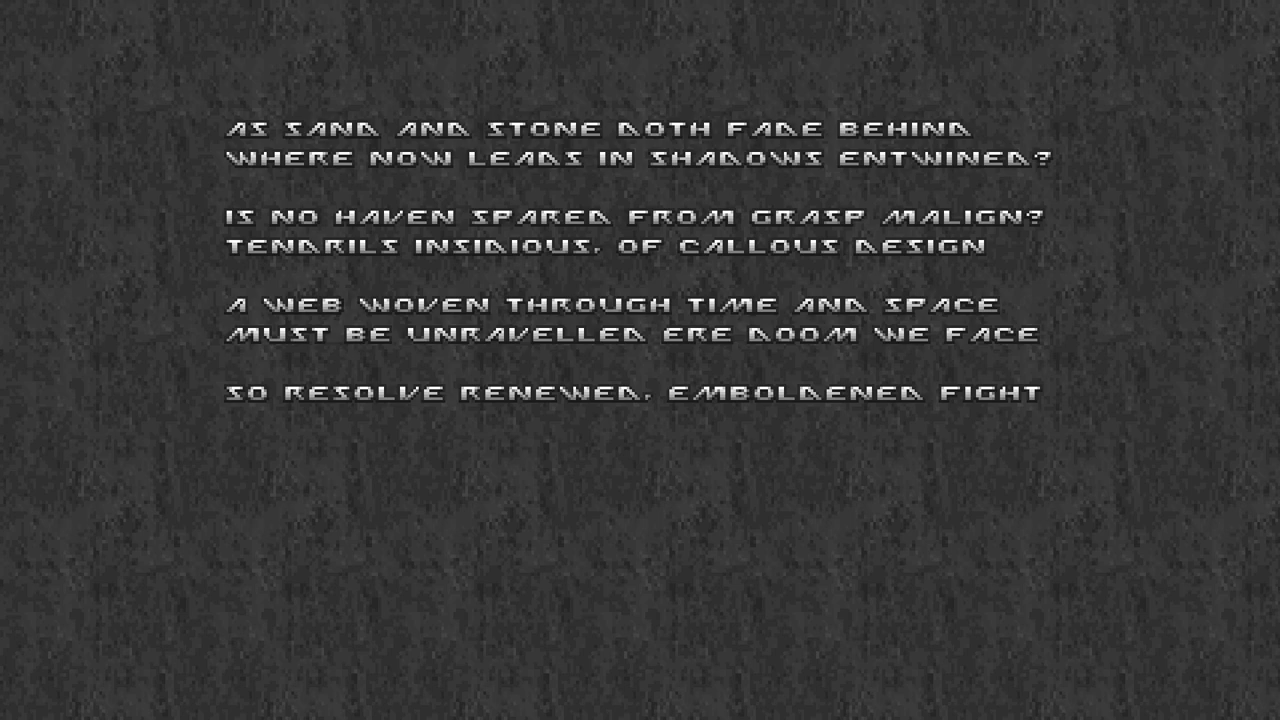 AS SAND AND STONE DOTH FADE BEHIND
WHERE NOW LEADS IN SHADOWS ENTWINED?
IS NO HAVEN SPARED FROM GRASP MALIGN?
TENDRILS INSIDIOUS, OF CALLOUS DESIGN
A WEB WOVEN THROUGH TIME AND SPACE
MUST BE UNRAVELLED ERE DOOM WE FACE
SO RESOLVE RENEWED, EMBOLDENED FIGHT